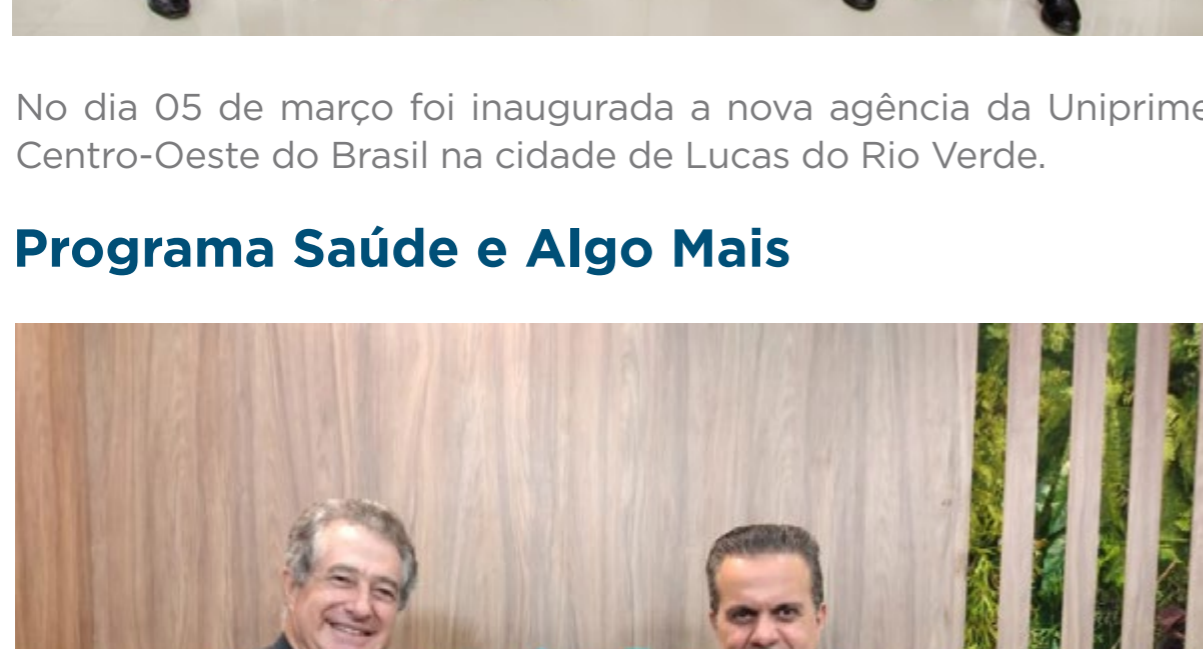 No dia 05 de março foi inaugurada a nova agência da Uniprime
Centro-Oeste do Brasil na cidade de Lucas do Rio Verde.
Programa Saúde e Algo Mais